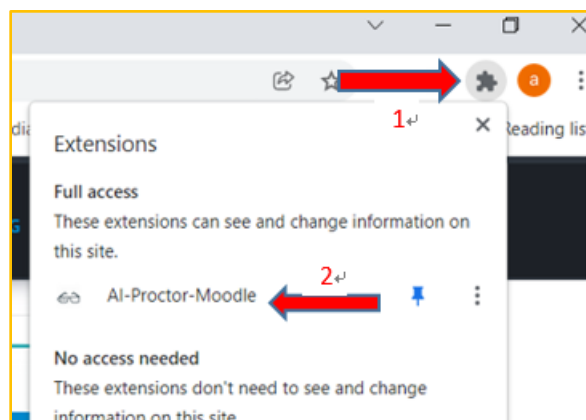 a
1
dia
Reading lis
Extensions
Full access
These extensions can see and change information on
this site.
G
2
AI-Proctor-Moodle
No access needed
These extensions don't need to see and change
information on this site